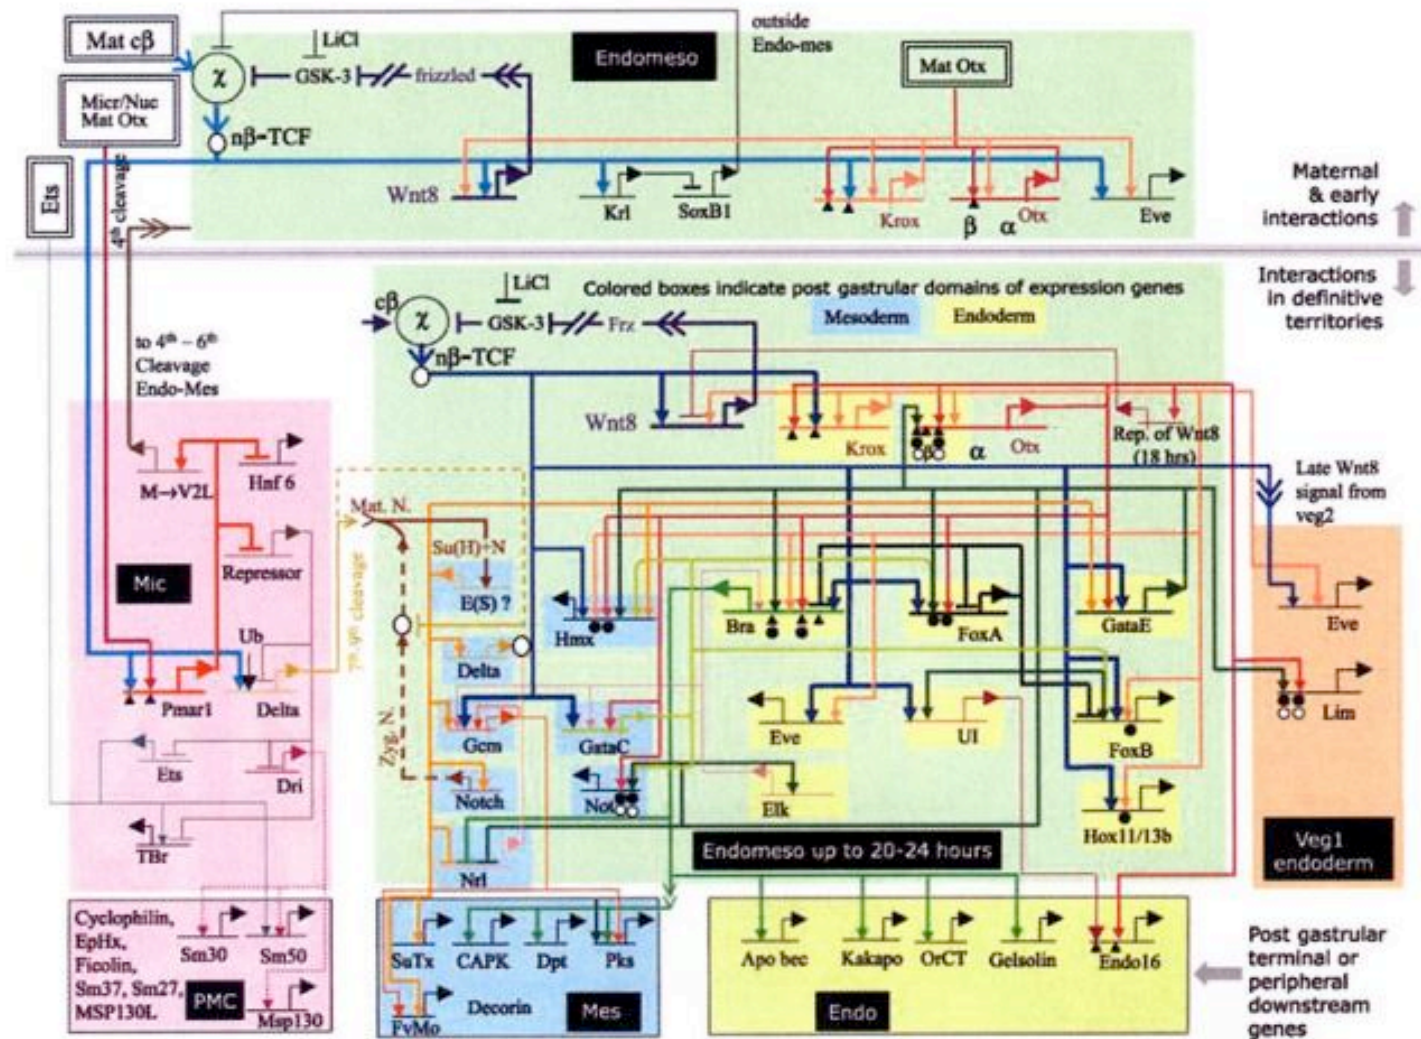 Mat cβ
Micr/Nuc
Mat Otx
Ets
4th cleavage
χ
LiCl
GSK-3
frizzled
nβ-TCF
Endomeso
outside
Endo-mes
Mat Otx
Wnt8
Krl
SoxB1
Krox
β
α
Otx
Eve
Maternal
& early
interactions
Interactions
in definitive
territories
to 4th – 6th
Cleavage
Endo-Mes
cβ
χ
LiCl
GSK-3
Frz
nβ-TCF
Colored boxes indicate post gastrular domains of expression genes
Mesoderm
Endoderm
Wnt8
Krox
β
α
Otx
Rep. of Wnt8
(18 hrs)
Late Wnt8
signal from
veg2
M→V2L
Hnf 6
Repressor
Mic
Ub
Pmar1
Delta
Ets
Dri
TBr
7th-9th cleavage
Mat. N.
Su(H)+N
E(S) ?
Zyg N.
Delta
Gcm
Notch
Nrl
Hmx
GataC
Not
Bra
FoxA
GataE
Eve
UI
FoxB
Elk
Hox11/13b
Eve
Lim
Veg1
endoderm
Endomeso up to 20-24 hours
Cyclophilin,
EpHx,
Ficolin,
Sm37, Sm27,
MSP130L
PMC
Sm30
Sm50
Msp130
SuTx
CAPK
Dpt
Pks
FvMo
Decorin
Mes
Apo bec
Kakapo
OrCT
Gelsolin
Endo16
Endo
Post gastrular
terminal or
peripheral
downstream
genes